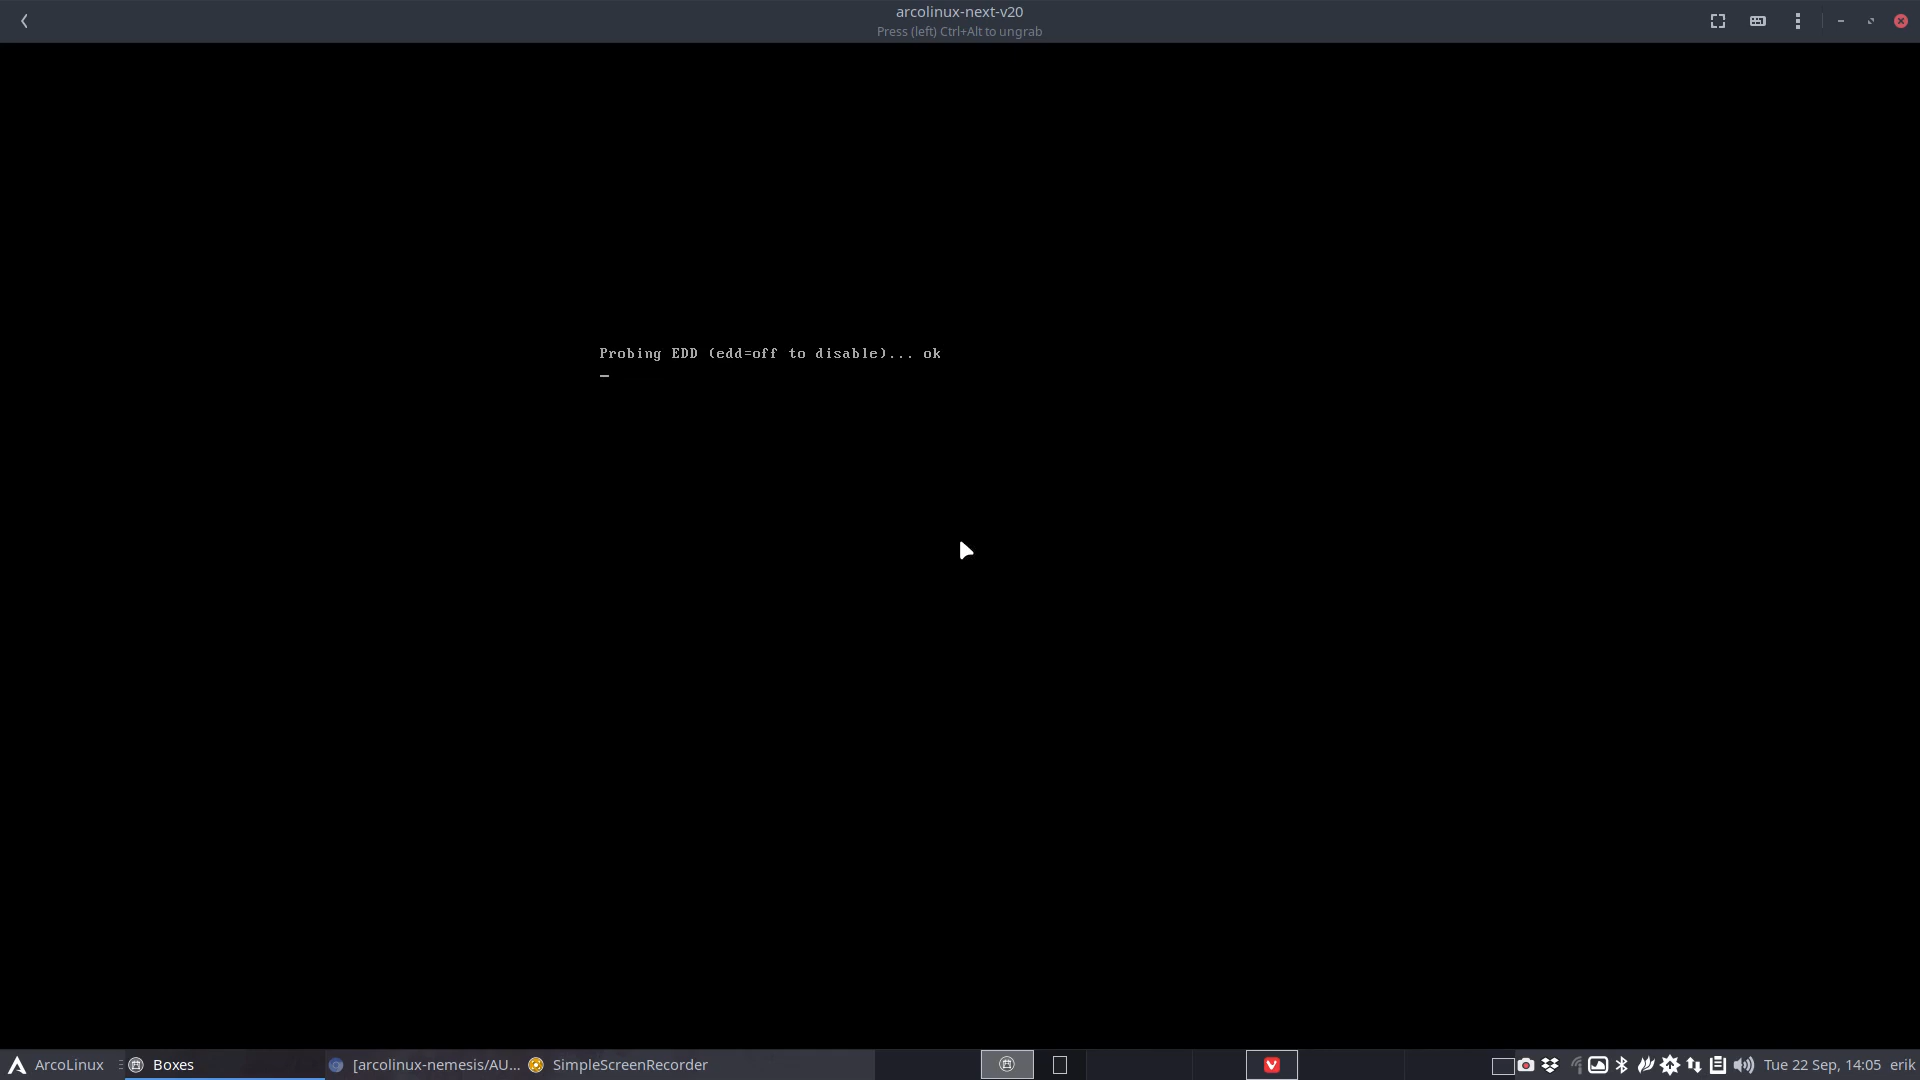 arcolinux-next-v20
Press (left) Ctrl+Alt to ungrab
Probing EDD (edd=off to disable)... ok
ArcoLinux Boxes [arcolinux-nemesis/AU... SimpleScreenRecorder Tue 22 Sep, 14:05 erik